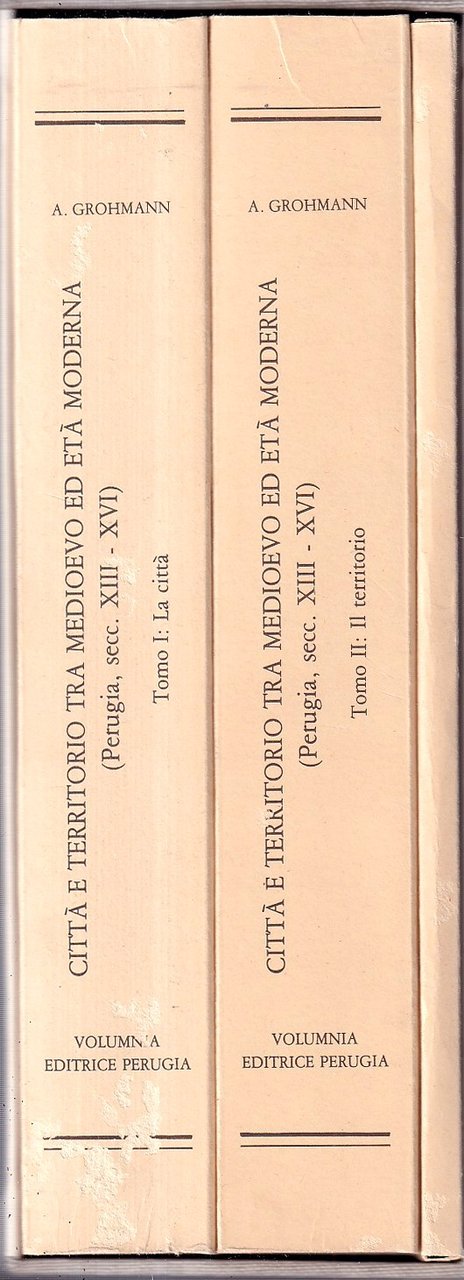 A. GROHMANN
CITTÀ E TERRITORIO TRA MEDIOEVO ED ETÀ MODERNA
(Perugia, secc. XIII - XVI)
Tomo I: La città
VOLUMNIA
EDITRICE PERUGIA
A. GROHMANN
CITTÀ E TERRITORIO TRA MEDIOEVO ED ETÀ MODERNA
(Perugia, secc. XIII - XVI)
Tomo II: Il territorio
VOLUMNIA
EDITRICE PERUGIA